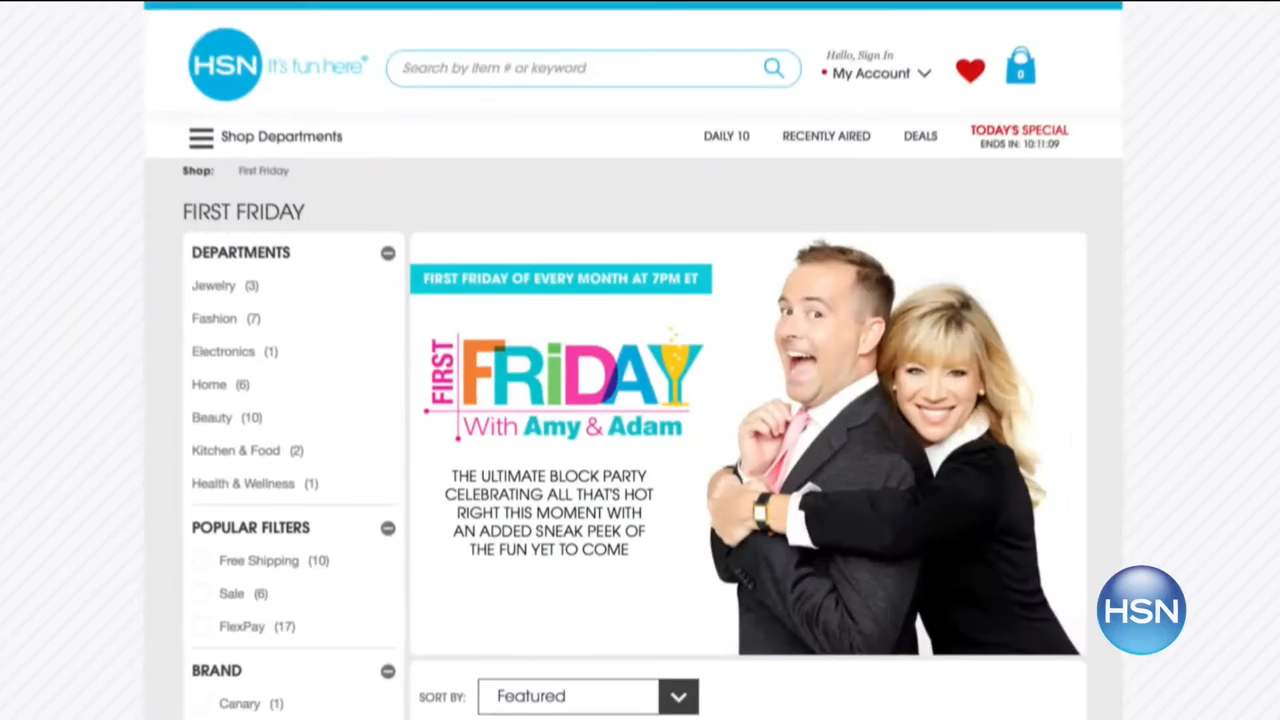 HSN It's fun here®
Search by Item # or keyword
Hello, Sign In
My Account
0
Shop Departments
DAILY 10
RECENTLY AIRED
DEALS
TODAY'S SPECIAL
ENDS IN: 10:11:09
Shop: First Friday
FIRST FRIDAY
DEPARTMENTS
Jewelry (3)
Fashion (7)
Electronics (1)
Home (6)
Beauty (10)
Kitchen & Food (2)
Health & Wellness (1)
POPULAR FILTERS
Free Shipping (10)
Sale (6)
FlexPay (17)
BRAND
Canary (1)
FIRST FRIDAY OF EVERY MONTH AT 7PM ET
FIRST FRiDAY
With Amy & Adam
THE ULTIMATE BLOCK PARTY
CELEBRATING ALL THAT'S HOT
RIGHT THIS MOMENT WITH
AN ADDED SNEAK PEEK OF
THE FUN YET TO COME
SORT BY: Featured
HSN